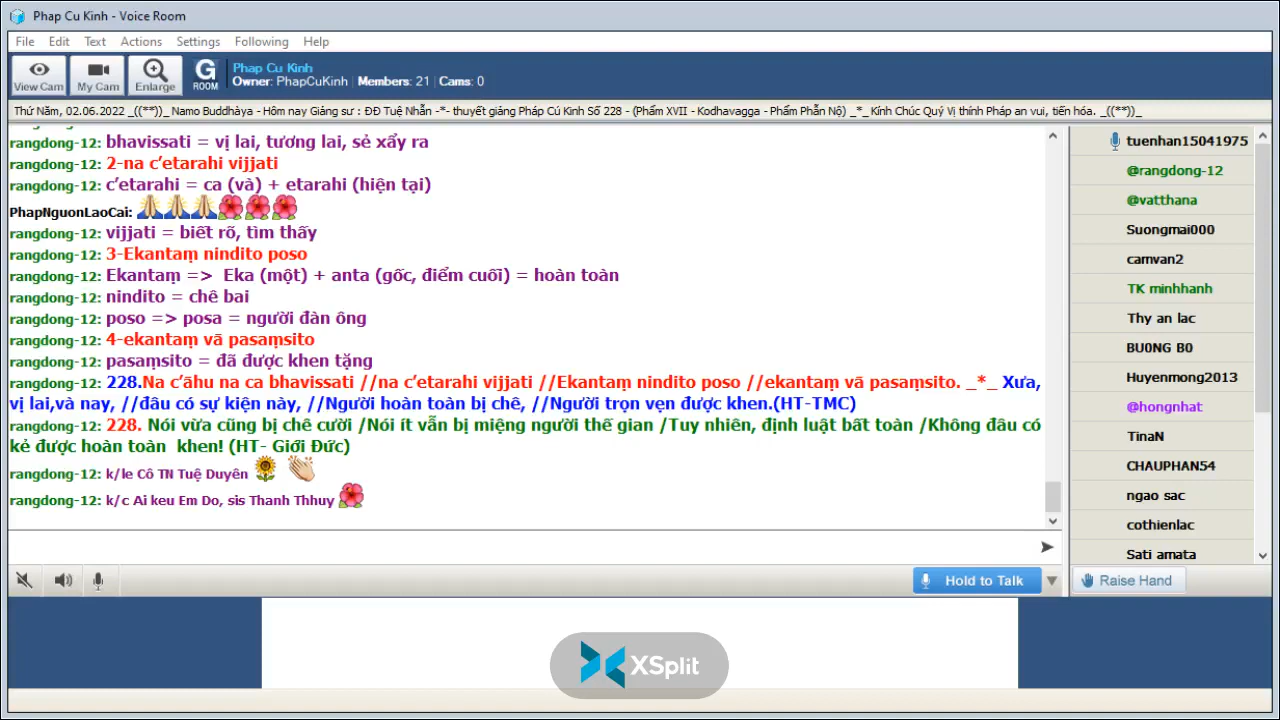 Phap Cu Kinh - Voice Room
File Edit Text Actions Settings Following Help
View Cam My Cam Enlarge G ROOM
Phap Cu Kinh
Owner: PhapCuKinh | Members: 21 | Cams: 0
Thứ Năm, 02.06.2022 _((**))_ Namo Buddhàya - Hôm nay Giảng sư : ĐĐ Tuệ Nhẫn -*- thuyết giảng Pháp Cú Kinh Số 228 - (Phẩm XVII - Kodhavagga - Phẩm Phẫn Nộ) _*_ Kính Chúc Quý Vị thính Pháp an vui, tiến hóa. _((**))_
rangdong-12: bhavissati = vị lai, tương lai, sẻ xẩy ra
rangdong-12: 2-na c’etarahi vijjati
rangdong-12: c’etarahi = ca (và) + etarahi (hiện tại)
PhapNguonLaoCai:
rangdong-12: vijjati = biết rõ, tìm thấy
rangdong-12: 3-Ekantaṃ nindito poso
rangdong-12: Ekantaṃ => Eka (một) + anta (gốc, điểm cuối) = hoàn toàn
rangdong-12: nindito = chê bai
rangdong-12: poso => posa = người đàn ông
rangdong-12: 4-ekantaṃ vā pasaṃsito
rangdong-12: pasaṃsito = đã được khen tặng
rangdong-12: 228.Na c’āhu na ca bhavissati //na c’etarahi vijjati //Ekantaṃ nindito poso //ekantaṃ vā pasaṃsito. _*_ Xưa,
vị lai,và nay, //đâu có sự kiện này, //Người hoàn toàn bị chê, //Người trọn vẹn được khen.(HT-TMC)
rangdong-12: 228. Nói vừa cũng bị chê cười /Nói ít vẫn bị miệng người thế gian /Tuy nhiên, định luật bất toàn /Không đâu có
kẻ được hoàn toàn khen! (HT- Giới Đức)
rangdong-12: k/le Cô TN Tuệ Duyên
rangdong-12: k/c Ai keu Em Do, sis Thanh Thhuy
tuenhan15041975
@rangdong-12
@vatthana
Suongmai000
camvan2
TK minhhanh
Thy an lac
BU0NG B0
Huyenmong2013
@hongnhat
TinaN
CHAUPHAN54
ngao sac
cothienlac
Sati amata
Hold to Talk
Raise Hand
XSplit